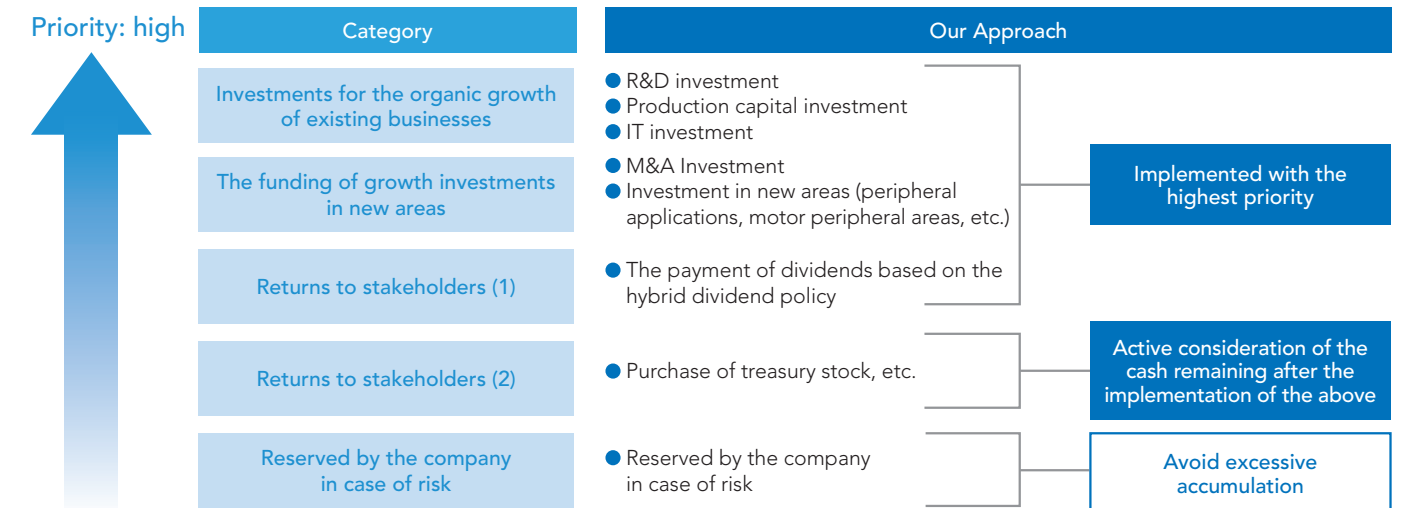 Priority: high
Category
Our Approach
Investments for the organic growth
of existing businesses
● R&D investment
● Production capital investment
● IT investment
The funding of growth investments
in new areas
● M&A Investment
● Investment in new areas (peripheral
applications, motor peripheral areas, etc.)
Implemented with the
highest priority
Returns to stakeholders (1)
● The payment of dividends based on the
hybrid dividend policy
Returns to stakeholders (2)
● Purchase of treasury stock, etc.
Active consideration of the
cash remaining after the
implementation of the above
Reserved by the company
in case of risk
● Reserved by the company
in case of risk
Avoid excessive
accumulation